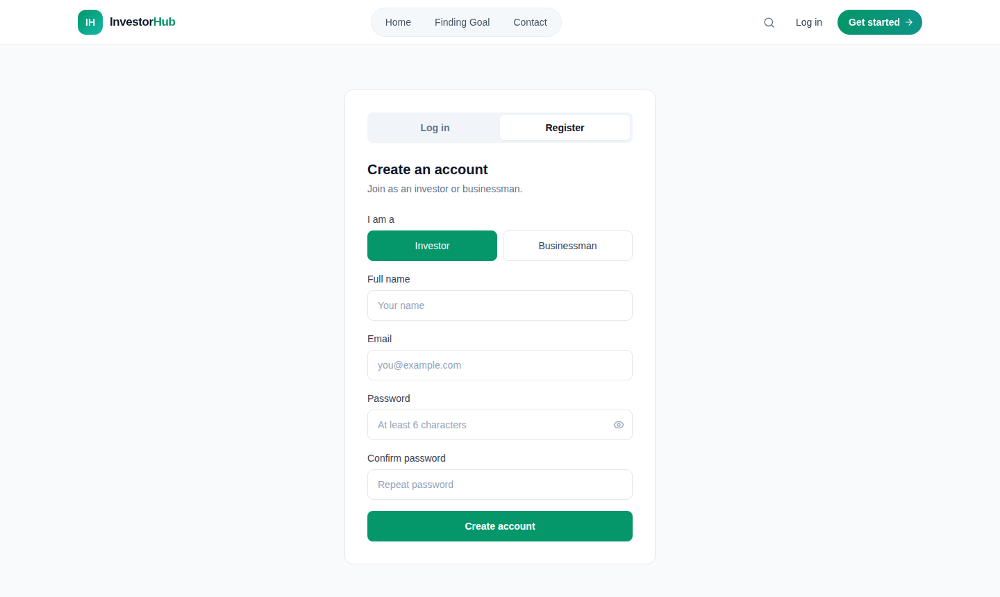 IH InvestorHub
Home Finding Goal Contact
Log in Get started
Log in Register
Create an account
Join as an investor or businessman.
I am a
Investor Businessman
Full name
Your name
Email
you@example.com
Password
At least 6 characters
Confirm password
Repeat password
Create account